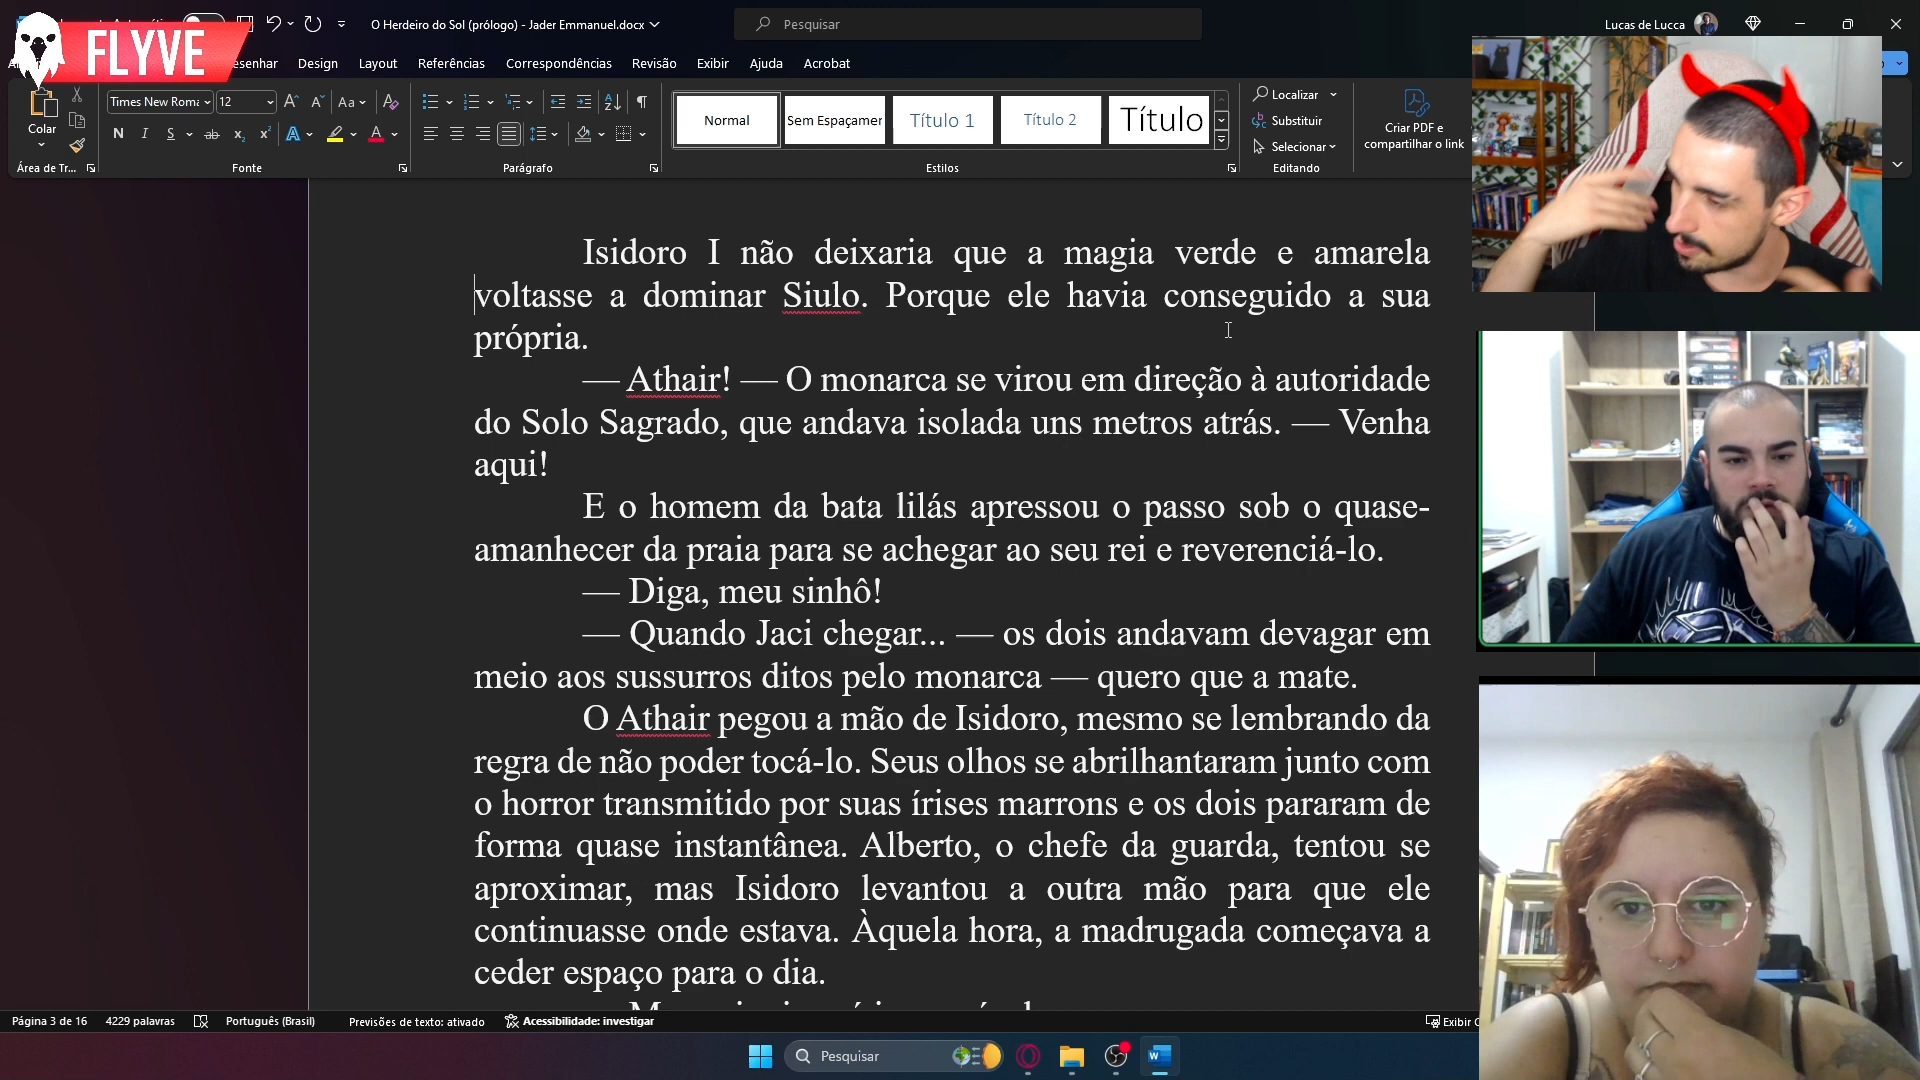 O Herdeiro do Sol (prólogo) - Jader Emmanuel.docx
Pesquisar
Lucas de Lucca
FLYVE
esenhar Design Layout Referências Correspondências Revisão Exibir Ajuda Acrobat
Colar
Times New Roma 12
Aa
N I S ab x₂ x² A A
Normal
Sem Espaçamer
Título 1
Título 2
Título
Localizar
Substituir
Selecionar
Criar PDF e
compartilhar o link
Área de Tr... Fonte Parágrafo Estilos Editando
Isidoro I não deixaria que a magia verde e amarela
voltasse a dominar Siulo. Porque ele havia conseguido a sua
própria.
— Athair! — O monarca se virou em direção à autoridade
do Solo Sagrado, que andava isolada uns metros atrás. — Venha
aqui!
E o homem da bata lilás apressou o passo sob o quase-
amanhecer da praia para se achegar ao seu rei e reverenciá-lo.
— Diga, meu sinhô!
— Quando Jaci chegar... — os dois andavam devagar em
meio aos sussurros ditos pelo monarca — quero que a mate.
O Athair pegou a mão de Isidoro, mesmo se lembrando da
regra de não poder tocá-lo. Seus olhos se abrilhantaram junto com
o horror transmitido por suas írises marrons e os dois pararam de
forma quase instantânea. Alberto, o chefe da guarda, tentou se
aproximar, mas Isidoro levantou a outra mão para que ele
continuasse onde estava. Àquela hora, a madrugada começava a
ceder espaço para o dia.
Página 3 de 16 4229 palavras Português (Brasil) Previsões de texto: ativado Acessibilidade: investigar Exibir
Pesquisar